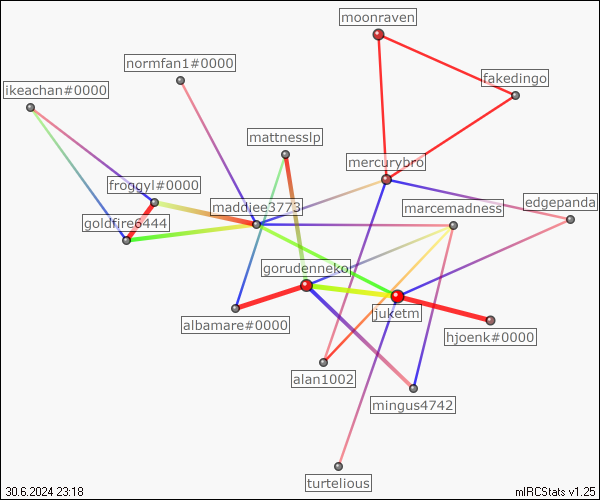 moonraven
normfan1#0000
fakedingo
ikeachan#0000
mattnesslp
mercurybro
froggyl#0000
edgepanda
maddiee3773
marcemadness
goldfire6444
gorudenneko
juketm
albamare#0000
hjoenk#0000
alan1002
mingus4742
turtelious
30.6.2024 23:18
mIRCStats v1.25